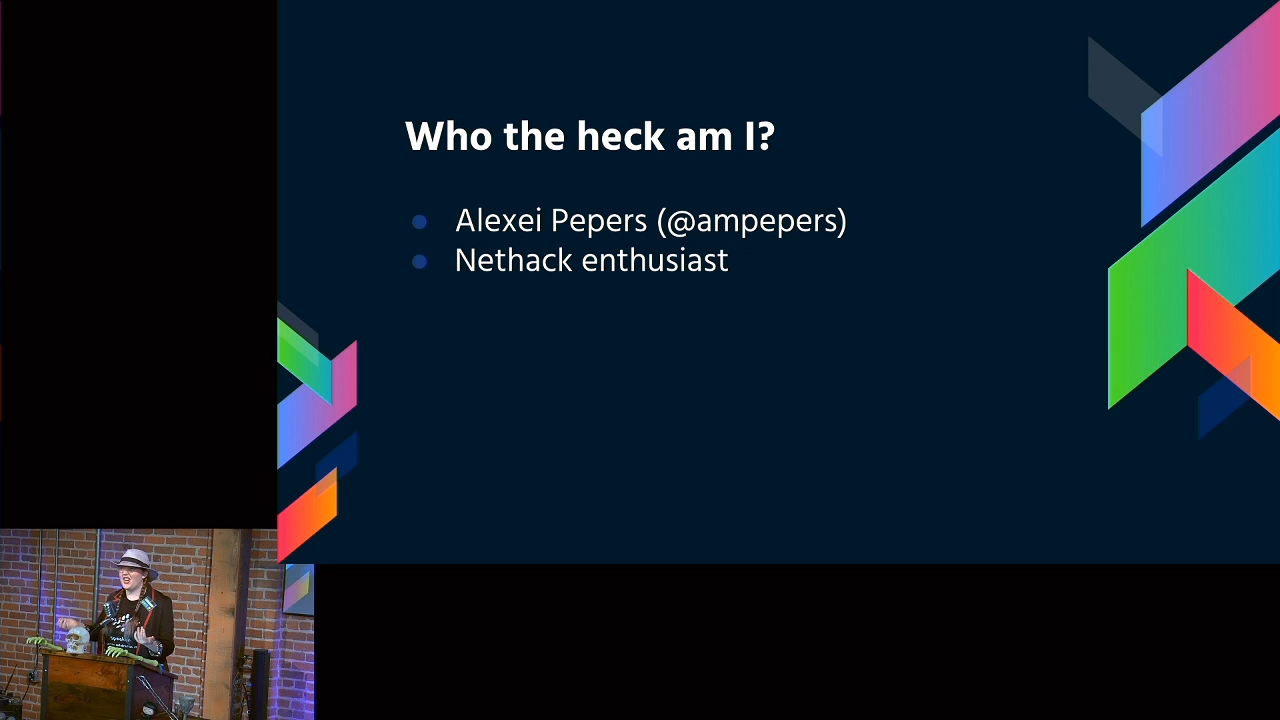 Who the heck am I?
Alexei Pepers (@ampepers)
Nethack enthusiast